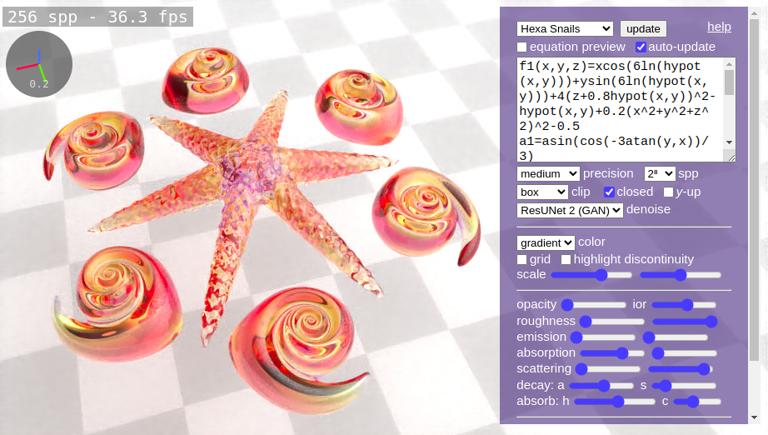 256 spp - 36.3 fps
0.2
Hexa Snails update help
equation preview auto-update
f1(x,y,z)=xcos(6ln(hypot
(x,y)))+ysin(6ln(hypot(x,
y)))+4(z+0.8hypot(x,y))^2-
hypot(x,y)+0.2(x^2+y^2+z^
2)^2-0.5
a1=asin(cos(-3atan(y,x))/
3)
medium precision 2⁸ spp
box clip closed y-up
ResUNet 2 (GAN) denoise
gradient color
grid highlight discontinuity
scale
opacity ior
roughness
emission
absorption
scattering
decay: a s
absorb: h c